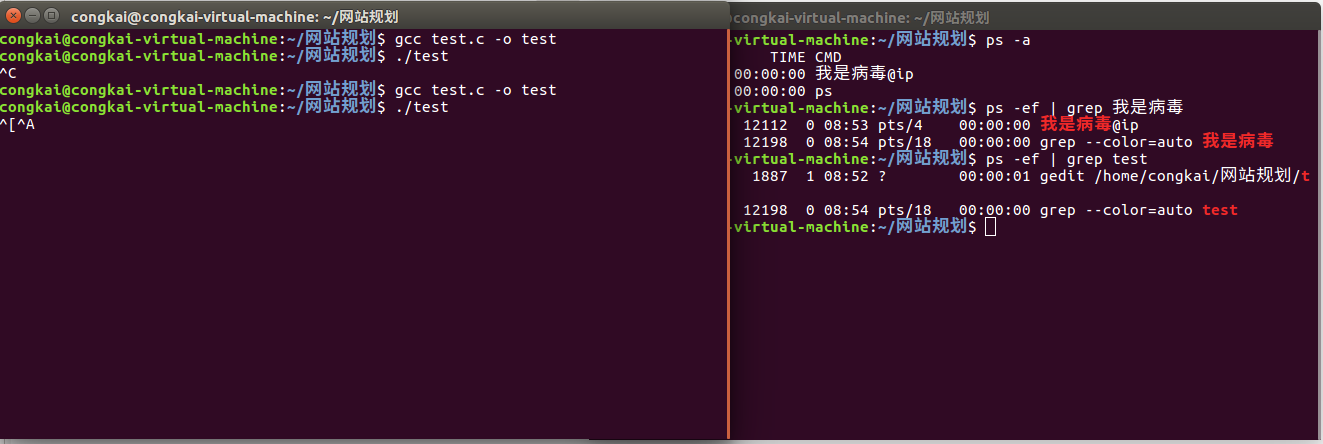 congkai@congkai-virtual-machine: ~/网站规划
congkai@congkai-virtual-machine:~/网站规划$ gcc test.c -o test
congkai@congkai-virtual-machine:~/网站规划$ ./test
^C
congkai@congkai-virtual-machine:~/网站规划$ gcc test.c -o test
congkai@congkai-virtual-machine:~/网站规划$ ./test
^[^A
@congkai-virtual-machine: ~/网站规划
-virtual-machine:~/网站规划$ ps -a
TIME CMD
00:00:00 我是病毒@ip
00:00:00 ps
-virtual-machine:~/网站规划$ ps -ef | grep 我是病毒
12112 0 08:53 pts/4 00:00:00 我是病毒@ip
12198 0 08:54 pts/18 00:00:00 grep --color=auto 我是病毒
-virtual-machine:~/网站规划$ ps -ef | grep test
1887 1 08:52 ? 00:00:01 gedit /home/congkai/网站规划/t
12198 0 08:54 pts/18 00:00:00 grep --color=auto test
-virtual-machine:~/网站规划$